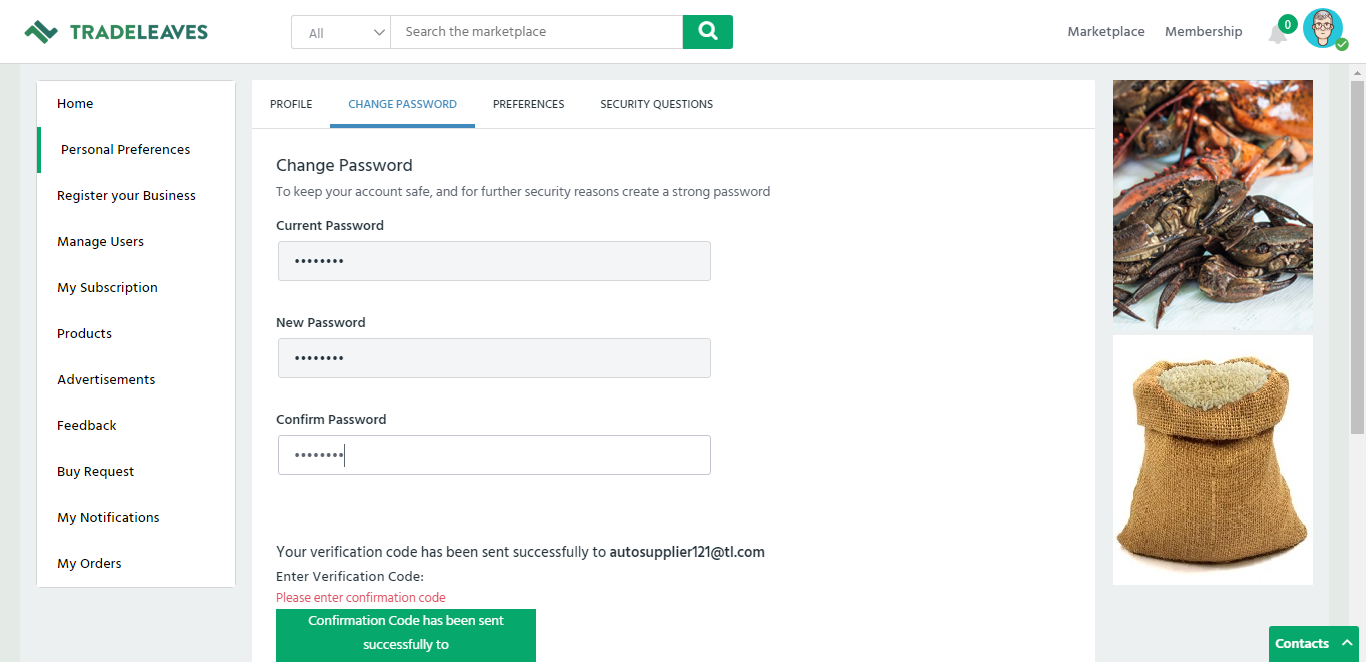 TRADELEAVES
All
Search the marketplace
Marketplace
Membership
0
Home
Personal Preferences
Register your Business
Manage Users
My Subscription
Products
Advertisements
Feedback
Buy Request
My Notifications
My Orders
PROFILE
CHANGE PASSWORD
PREFERENCES
SECURITY QUESTIONS
Change Password
To keep your account safe, and for further security reasons create a strong password
Current Password
••••••••
New Password
••••••••
Confirm Password
••••••••
Your verification code has been sent successfully to autosupplier121@tl.com
Enter Verification Code:
Please enter confirmation code
Confirmation Code has been sent
successfully to
Contacts